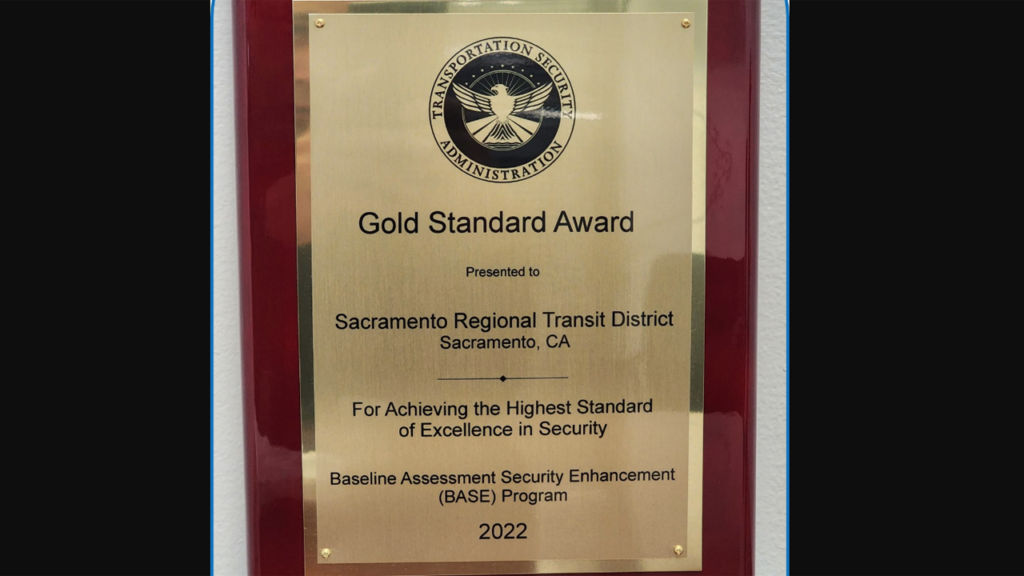 TRANSPORTATION SECURITY
ADMINISTRATION
Gold Standard Award
Presented to
Sacramento Regional Transit District
Sacramento, CA
For Achieving the Highest Standard
of Excellence in Security
Baseline Assessment Security Enhancement
(BASE) Program
2022